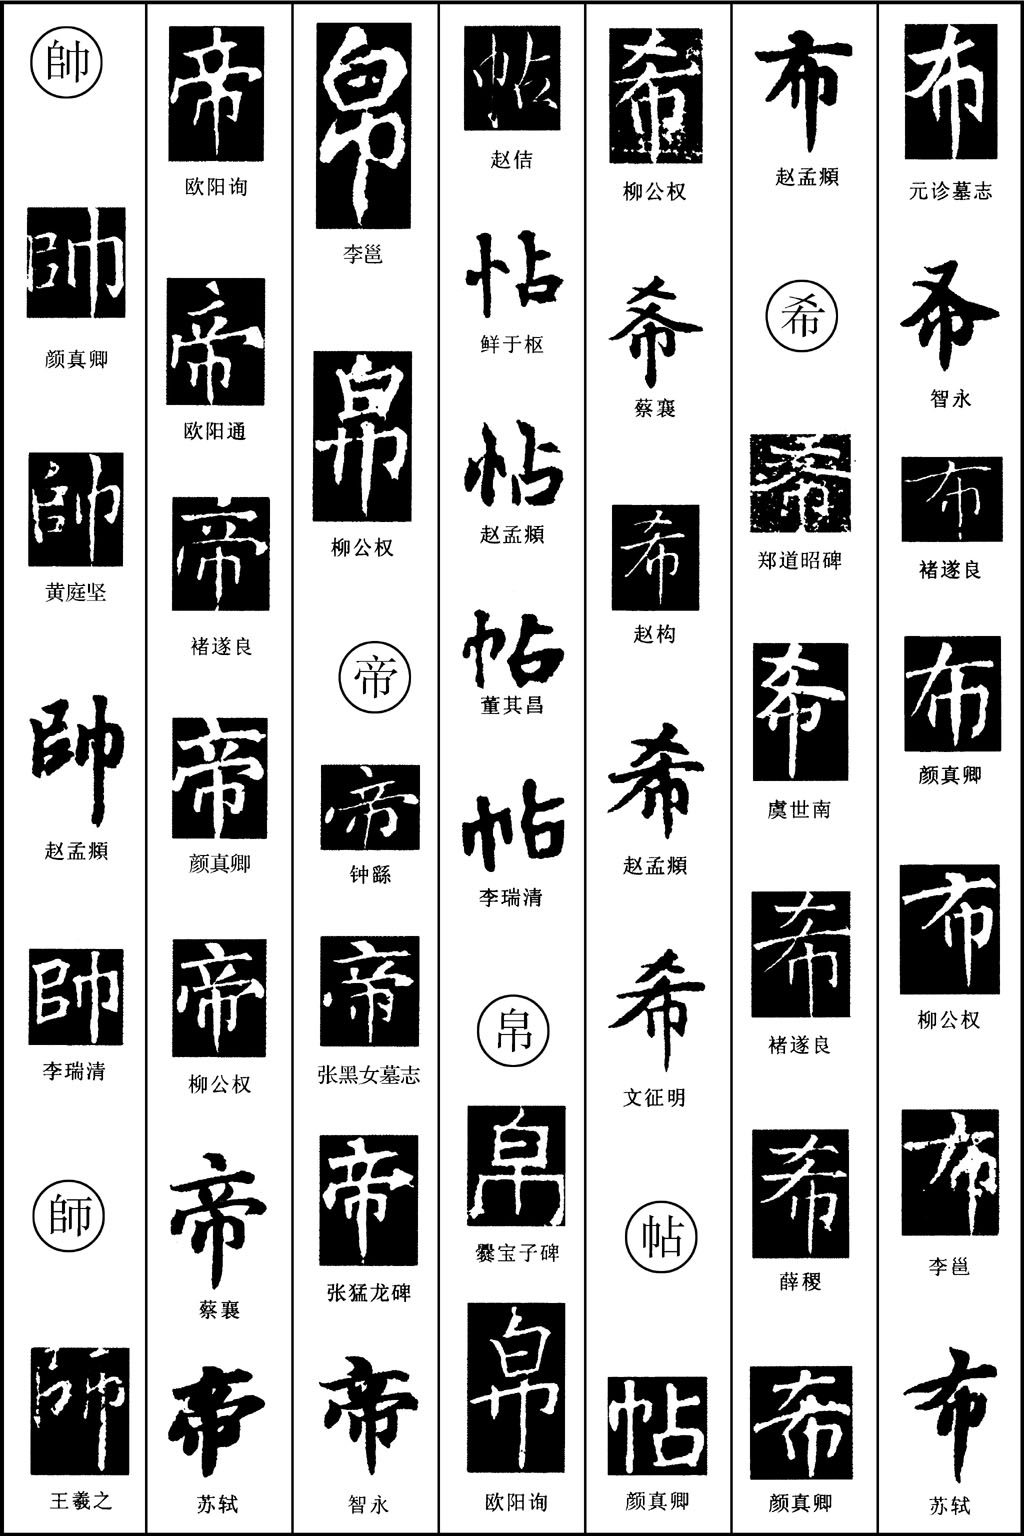 布
元诊墓志
帋
智永
布
褚遂良
布
颜真卿
布
柳公权
布
李邕
布
苏轼
布
赵孟頫
希
希
郑道昭碑
希
虞世南
希
褚遂良
希
薛稷
希
颜真卿
希
柳公权
希
蔡襄
希
赵构
希
赵孟頫
希
文征明
帖
帖
颜真卿
帖
赵佶
帖
鲜于枢
帖
赵孟頫
帖
董其昌
帖
李瑞清
帛
帛
爨宝子碑
帛
欧阳询
帛
李邕
帛
柳公权
帝
帝
钟繇
帝
张黑女墓志
帝
张猛龙碑
帝
智永
帝
欧阳询
帝
欧阳通
帝
褚遂良
帝
颜真卿
帝
柳公权
帝
蔡襄
帝
苏轼
帥
帥
颜真卿
帥
黄庭坚
帥
赵孟頫
帥
李瑞清
師
師
王羲之